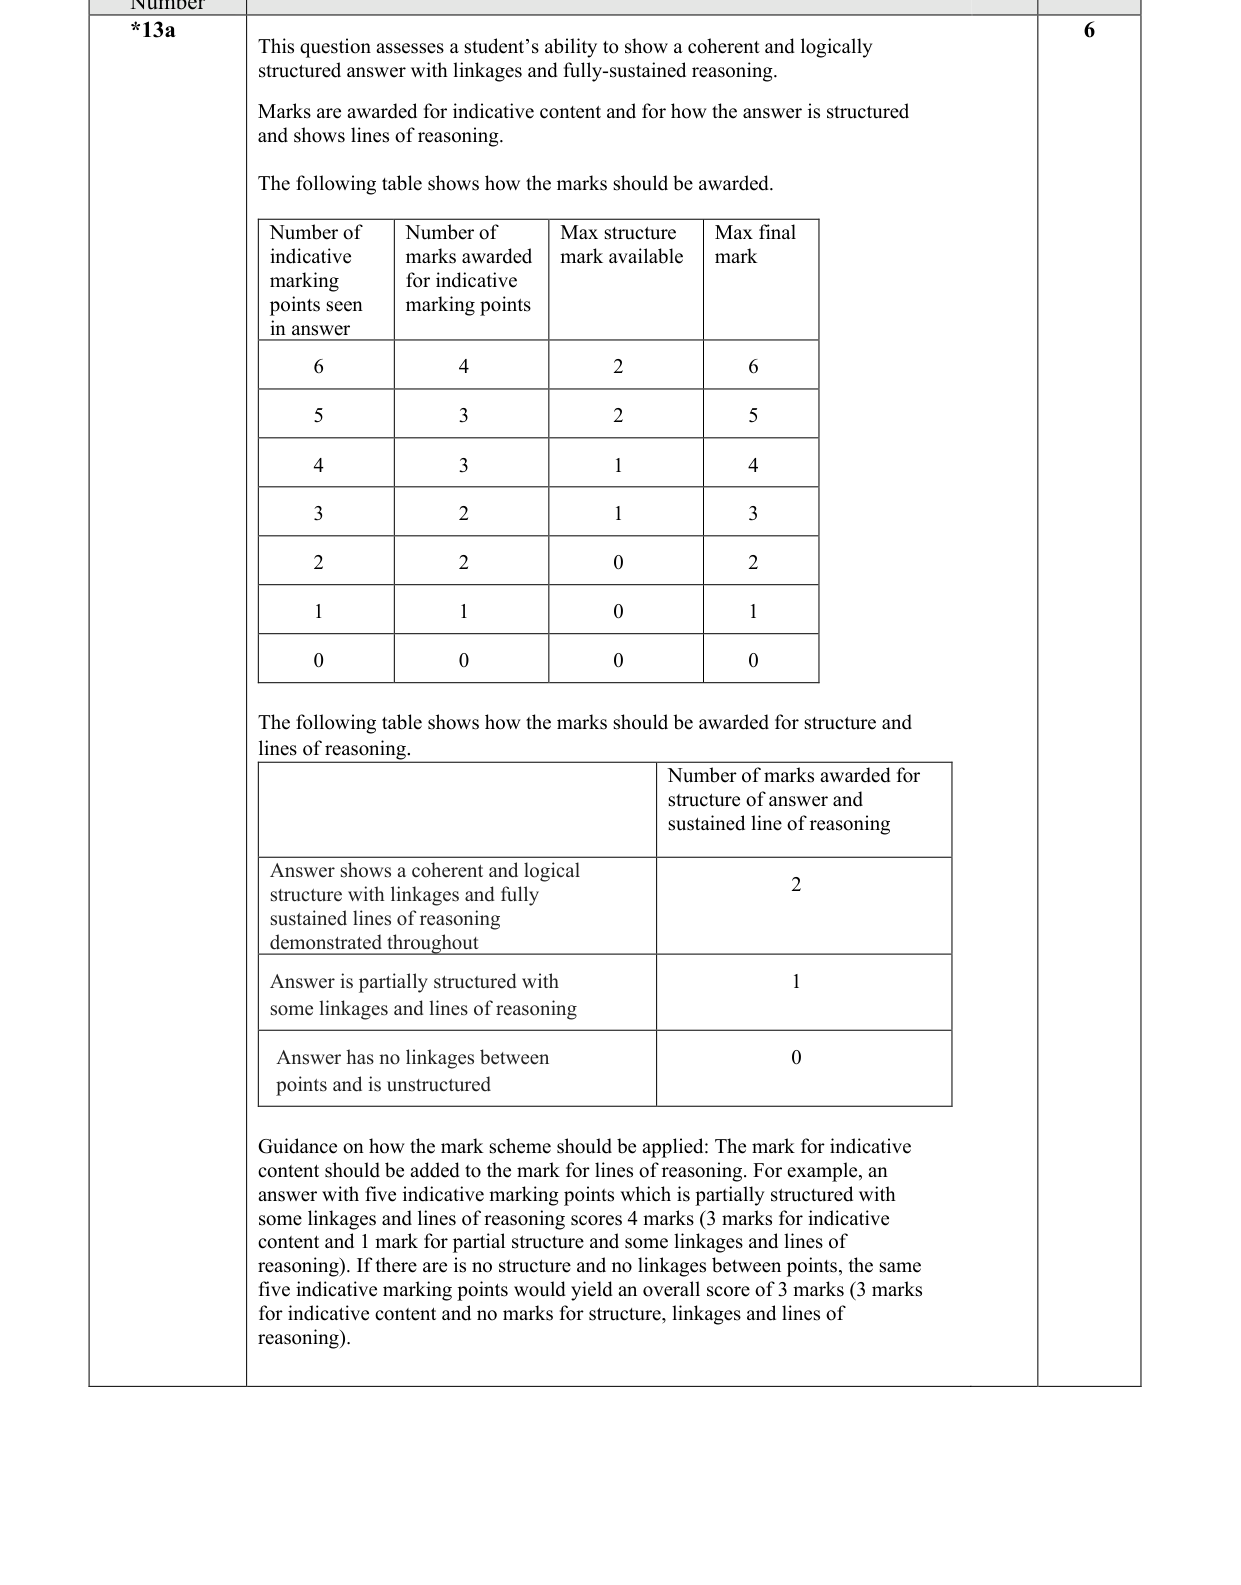 Number
*13a
6
This question assesses a student's ability to show a coherent and logically
structured answer with linkages and fully-sustained reasoning.
Marks are awarded for indicative content and for how the answer is structured
and shows lines of reasoning.
The following table shows how the marks should be awarded.
Number of
indicative
marking
points seen
in answer
Number of
marks awarded
for indicative
marking points
Max structure
mark available
Max final
mark
6 4 2 6
5 3 2 5
4 3 1 4
3 2 1 3
2 2 0 2
1 1 0 1
0 0 0 0
The following table shows how the marks should be awarded for structure and
lines of reasoning.
Number of marks awarded for
structure of answer and
sustained line of reasoning
Answer shows a coherent and logical
structure with linkages and fully
sustained lines of reasoning
demonstrated throughout
2
Answer is partially structured with
some linkages and lines of reasoning
1
Answer has no linkages between
points and is unstructured
0
Guidance on how the mark scheme should be applied: The mark for indicative
content should be added to the mark for lines of reasoning. For example, an
answer with five indicative marking points which is partially structured with
some linkages and lines of reasoning scores 4 marks (3 marks for indicative
content and 1 mark for partial structure and some linkages and lines of
reasoning). If there are is no structure and no linkages between points, the same
five indicative marking points would yield an overall score of 3 marks (3 marks
for indicative content and no marks for structure, linkages and lines of
reasoning).